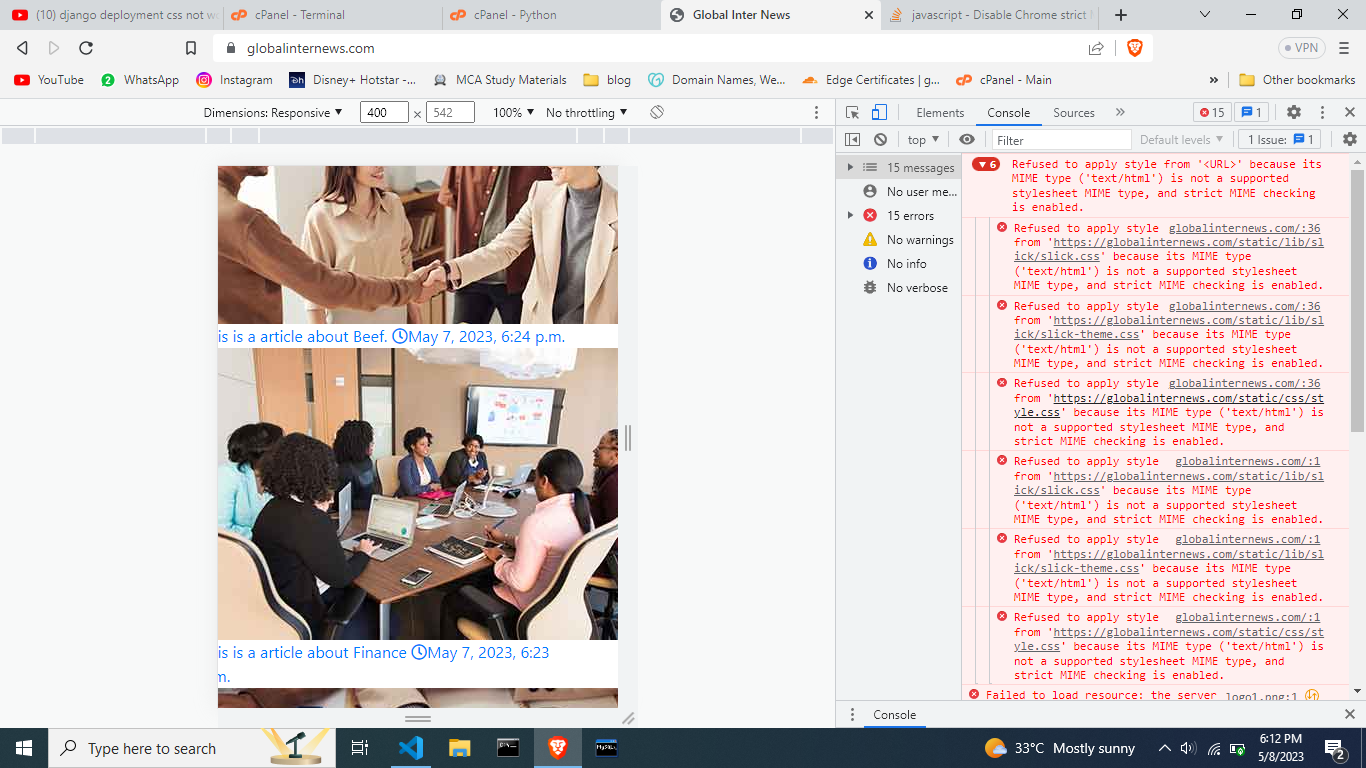 (10) django deployment css not w
cPanel - Terminal
cPanel - Python
Global Inter News
javascript - Disable Chrome strict
globalinternews.com
VPN
YouTube
WhatsApp
Instagram
Disney+ Hotstar -...
MCA Study Materials
blog
Domain Names, We...
Edge Certificates | g...
cPanel - Main
»
Other bookmarks
Dimensions: Responsive
400
×
542
100%
No throttling
Elements
Console
Sources
»
15
1
top
Filter
Default levels
1 Issue:
1
15 messages
No user me...
15 errors
No warnings
No info
No verbose
6
Refused to apply style from '<URL>' because its
MIME type ('text/html') is not a supported
stylesheet MIME type, and strict MIME checking
is enabled.
Refused to apply style globalinternews.com/:36
from 'https://globalinternews.com/static/lib/sl
ick/slick.css' because its MIME type
('text/html') is not a supported stylesheet
MIME type, and strict MIME checking is enabled.
Refused to apply style globalinternews.com/:36
from 'https://globalinternews.com/static/lib/sl
ick/slick-theme.css' because its MIME type
('text/html') is not a supported stylesheet
MIME type, and strict MIME checking is enabled.
Refused to apply style globalinternews.com/:36
from 'https://globalinternews.com/static/css/st
yle.css' because its MIME type ('text/html') is
not a supported stylesheet MIME type, and
strict MIME checking is enabled.
Refused to apply style globalinternews.com/:1
from 'https://globalinternews.com/static/lib/sl
ick/slick.css' because its MIME type
('text/html') is not a supported stylesheet
MIME type, and strict MIME checking is enabled.
Refused to apply style globalinternews.com/:1
from 'https://globalinternews.com/static/lib/sl
ick/slick-theme.css' because its MIME type
('text/html') is not a supported stylesheet
MIME type, and strict MIME checking is enabled.
Refused to apply style globalinternews.com/:1
from 'https://globalinternews.com/static/css/st
yle.css' because its MIME type ('text/html') is
not a supported stylesheet MIME type, and
strict MIME checking is enabled.
Failed to load resource: the server logo1.png:1
is is a article about Beef. May 7, 2023, 6:24 p.m.
is is a article about Finance May 7, 2023, 6:23
n.
Console
Type here to search
33°C Mostly sunny
6:12 PM
5/8/2023
2